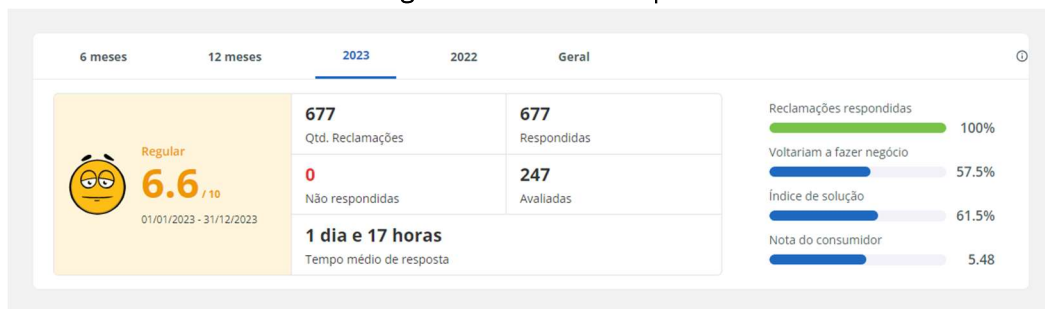 6 meses 12 meses 2023 2022 Geral
Regular
6.6 / 10
01/01/2023 - 31/12/2023
677
Qtd. Reclamações
677
Respondidas
0
Não respondidas
247
Avaliadas
1 dia e 17 horas
Tempo médio de resposta
Reclamações respondidas
100%
Voltariam a fazer negócio
57.5%
Índice de solução
61.5%
Nota do consumidor
5.48